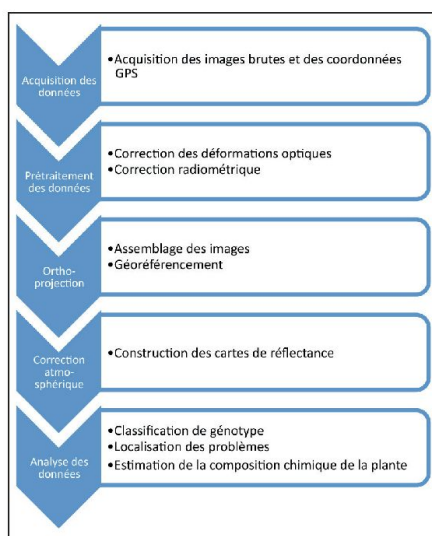 Acquisition des
données
•Acquisition des images brutes et des coordonnées
GPS
Prétraitement
des données
•Correction des déformations optiques
•Correction radiométrique
Ortho-
projection
•Assemblage des images
•Géoréférencement
Correction
atmo-
sphérique
•Construction des cartes de réflectance
Analyse des
données
•Classification de génotype
•Localisation des problèmes
•Estimation de la composition chimique de la plante